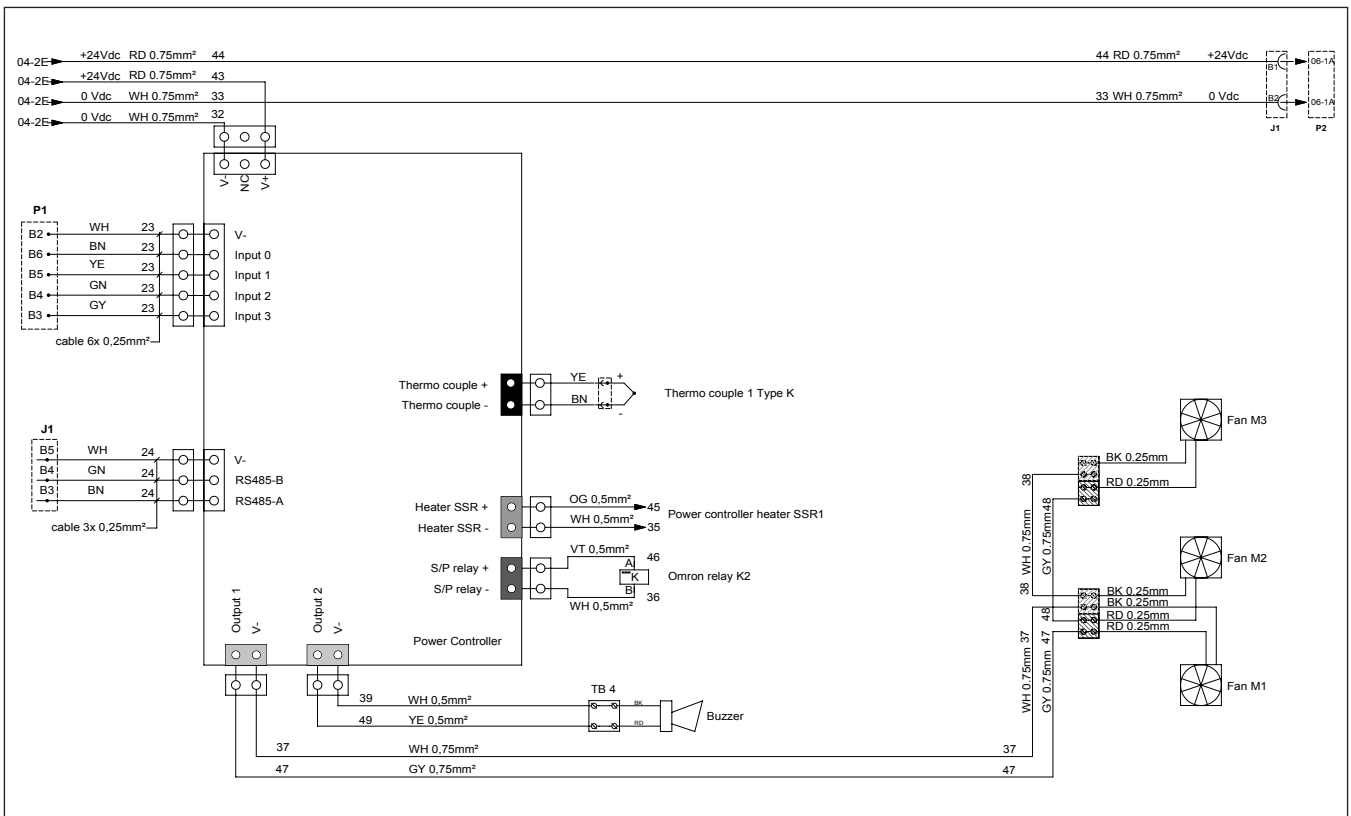 04-2E +24Vdc RD 0.75mm² 44 44 RD 0.75mm² +24Vdc B1 06-1A
04-2E +24Vdc RD 0.75mm² 43
04-2E 0 Vdc WH 0.75mm² 33 33 WH 0.75mm² 0 Vdc B2 06-1A
04-2E 0 Vdc WH 0.75mm² 32
J1 P2
V- NC V+
P1
B2 WH 23 V-
B6 BN 23 Input 0
B5 YE 23 Input 1
B4 GN 23 Input 2
B3 GY 23 Input 3
cable 6x 0,25mm²
Thermo couple + YE +
Thermo couple - BN -
Thermo couple 1 Type K
J1
B5 WH 24 V-
B4 GN 24 RS485-B
B3 BN 24 RS485-A
cable 3x 0,25mm²
Heater SSR + OG 0,5mm² 45
Heater SSR - WH 0,5mm² 35
Power controller heater SSR1
S/P relay + VT 0,5mm² 46
A
K Omron relay K2
B
S/P relay - WH 0,5mm² 36
Output 1 V- Output 2 V-
Power Controller
Fan M3
BK 0.25mm
RD 0.25mm
38 48
WH 0.75mm² GY 0.75mm²
38 48
Fan M2
BK 0.25mm
BK 0.25mm
RD 0.25mm
RD 0.25mm
37 47
WH 0.75mm² GY 0.75mm²
Fan M1
TB 4
39 WH 0,5mm² BK
49 YE 0,5mm² RD
Buzzer
37 WH 0,75mm² 37
47 GY 0,75mm² 47